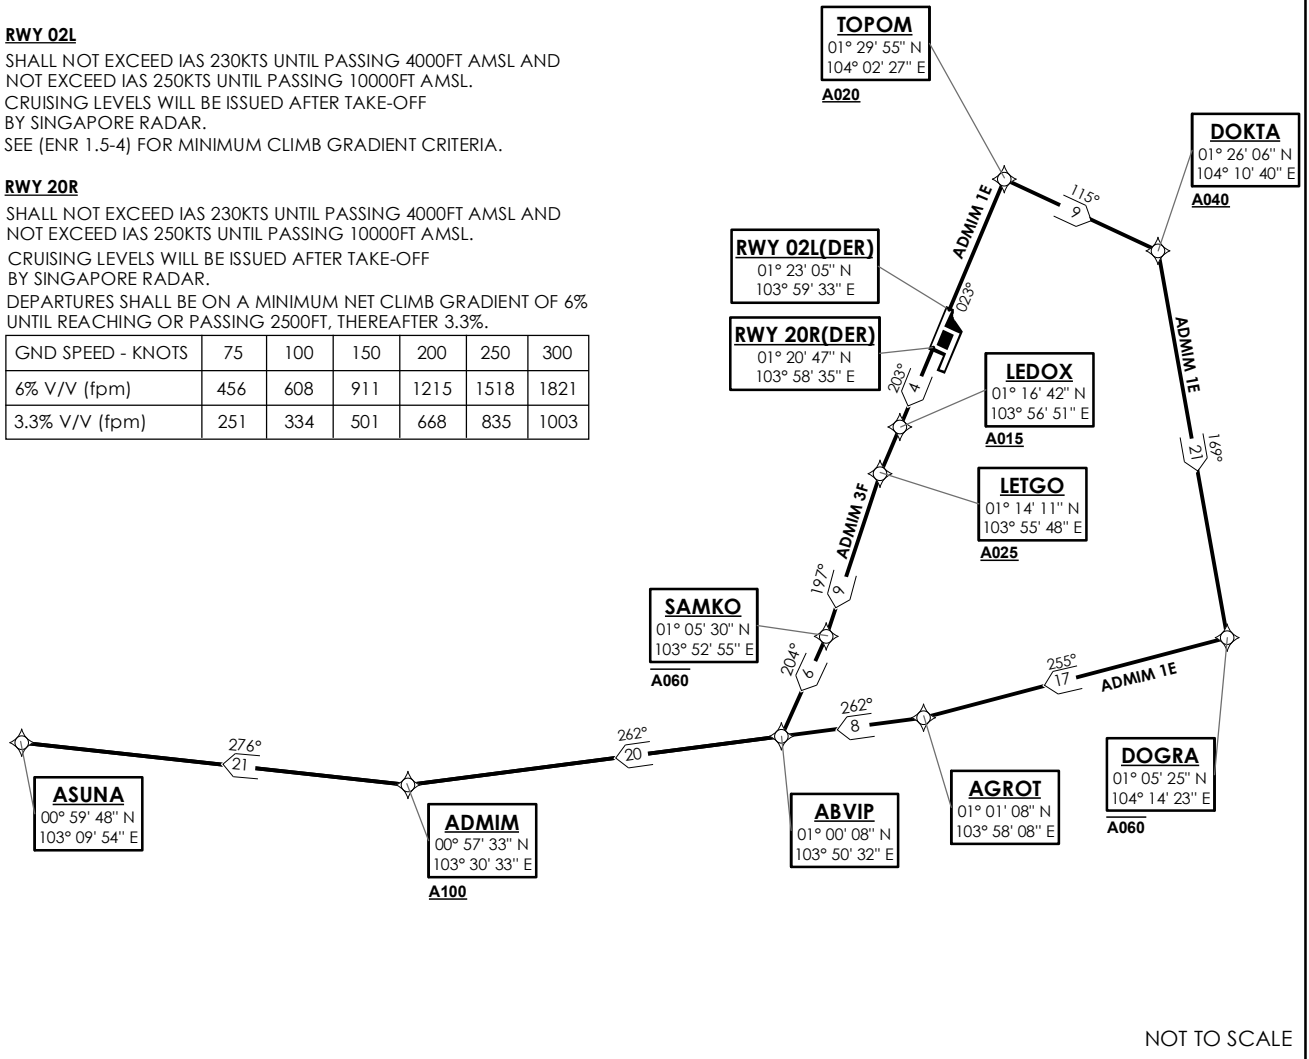 RWY 02L
SHALL NOT EXCEED IAS 230KTS UNTIL PASSING 4000FT AMSL AND
NOT EXCEED IAS 250KTS UNTIL PASSING 10000FT AMSL.
CRUISING LEVELS WILL BE ISSUED AFTER TAKE-OFF
BY SINGAPORE RADAR.
SEE (ENR 1.5-4) FOR MINIMUM CLIMB GRADIENT CRITERIA.
RWY 20R
SHALL NOT EXCEED IAS 230KTS UNTIL PASSING 4000FT AMSL AND
NOT EXCEED IAS 250KTS UNTIL PASSING 10000FT AMSL.
CRUISING LEVELS WILL BE ISSUED AFTER TAKE-OFF
BY SINGAPORE RADAR.
DEPARTURES SHALL BE ON A MINIMUM NET CLIMB GRADIENT OF 6%
UNTIL REACHING OR PASSING 2500FT, THEREAFTER 3.3%.
GND SPEED - KNOTS 75 100 150 200 250 300
6% V/V (fpm) 456 608 911 1215 1518 1821
3.3% V/V (fpm) 251 334 501 668 835 1003
TOPOM
01° 29' 55" N
104° 02' 27" E
A020
DOKTA
01° 26' 06" N
104° 10' 40" E
A040
115°
9
ADMIM 1E
RWY 02L(DER)
01° 23' 05" N
103° 59' 33" E
023°
RWY 20R(DER)
01° 20' 47" N
103° 58' 35" E
203°
4
LEDOX
01° 16' 42" N
103° 56' 51" E
A015
ADMIM 1E
169°
21
LETGO
01° 14' 11" N
103° 55' 48" E
A025
ADMIM 3F
197°
9
SAMKO
01° 05' 30" N
103° 52' 55" E
A060
204°
6
255°
17
ADMIM 1E
262°
8
262°
20
276°
21
DOGRA
01° 05' 25" N
104° 14' 23" E
A060
AGROT
01° 01' 08" N
103° 58' 08" E
ABVIP
01° 00' 08" N
103° 50' 32" E
ADMIM
00° 57' 33" N
103° 30' 33" E
A100
ASUNA
00° 59' 48" N
103° 09' 54" E
NOT TO SCALE